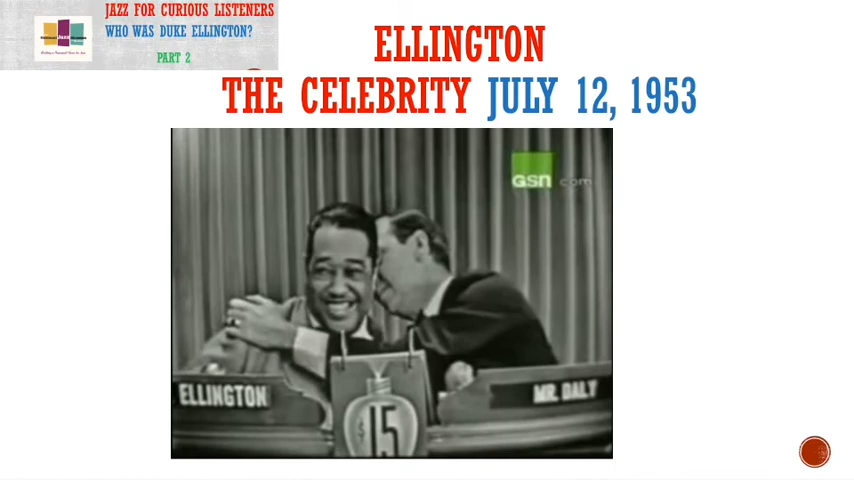 JAZZ FOR CURIOUS LISTENERS
WHO WAS DUKE ELLINGTON?
PART 2
ELLINGTON
THE CELEBRITY JULY 12, 1953
GSN.com
ELLINGTON
MR. DALY
$15